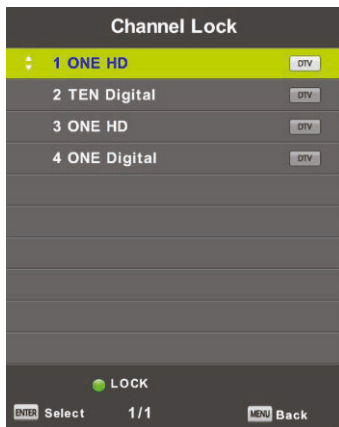 Channel Lock
1 ONE HD DTV
2 TEN Digital DTV
3 ONE HD DTV
4 ONE Digital DTV
LOCK
ENTER Select 1/1 MENU Back